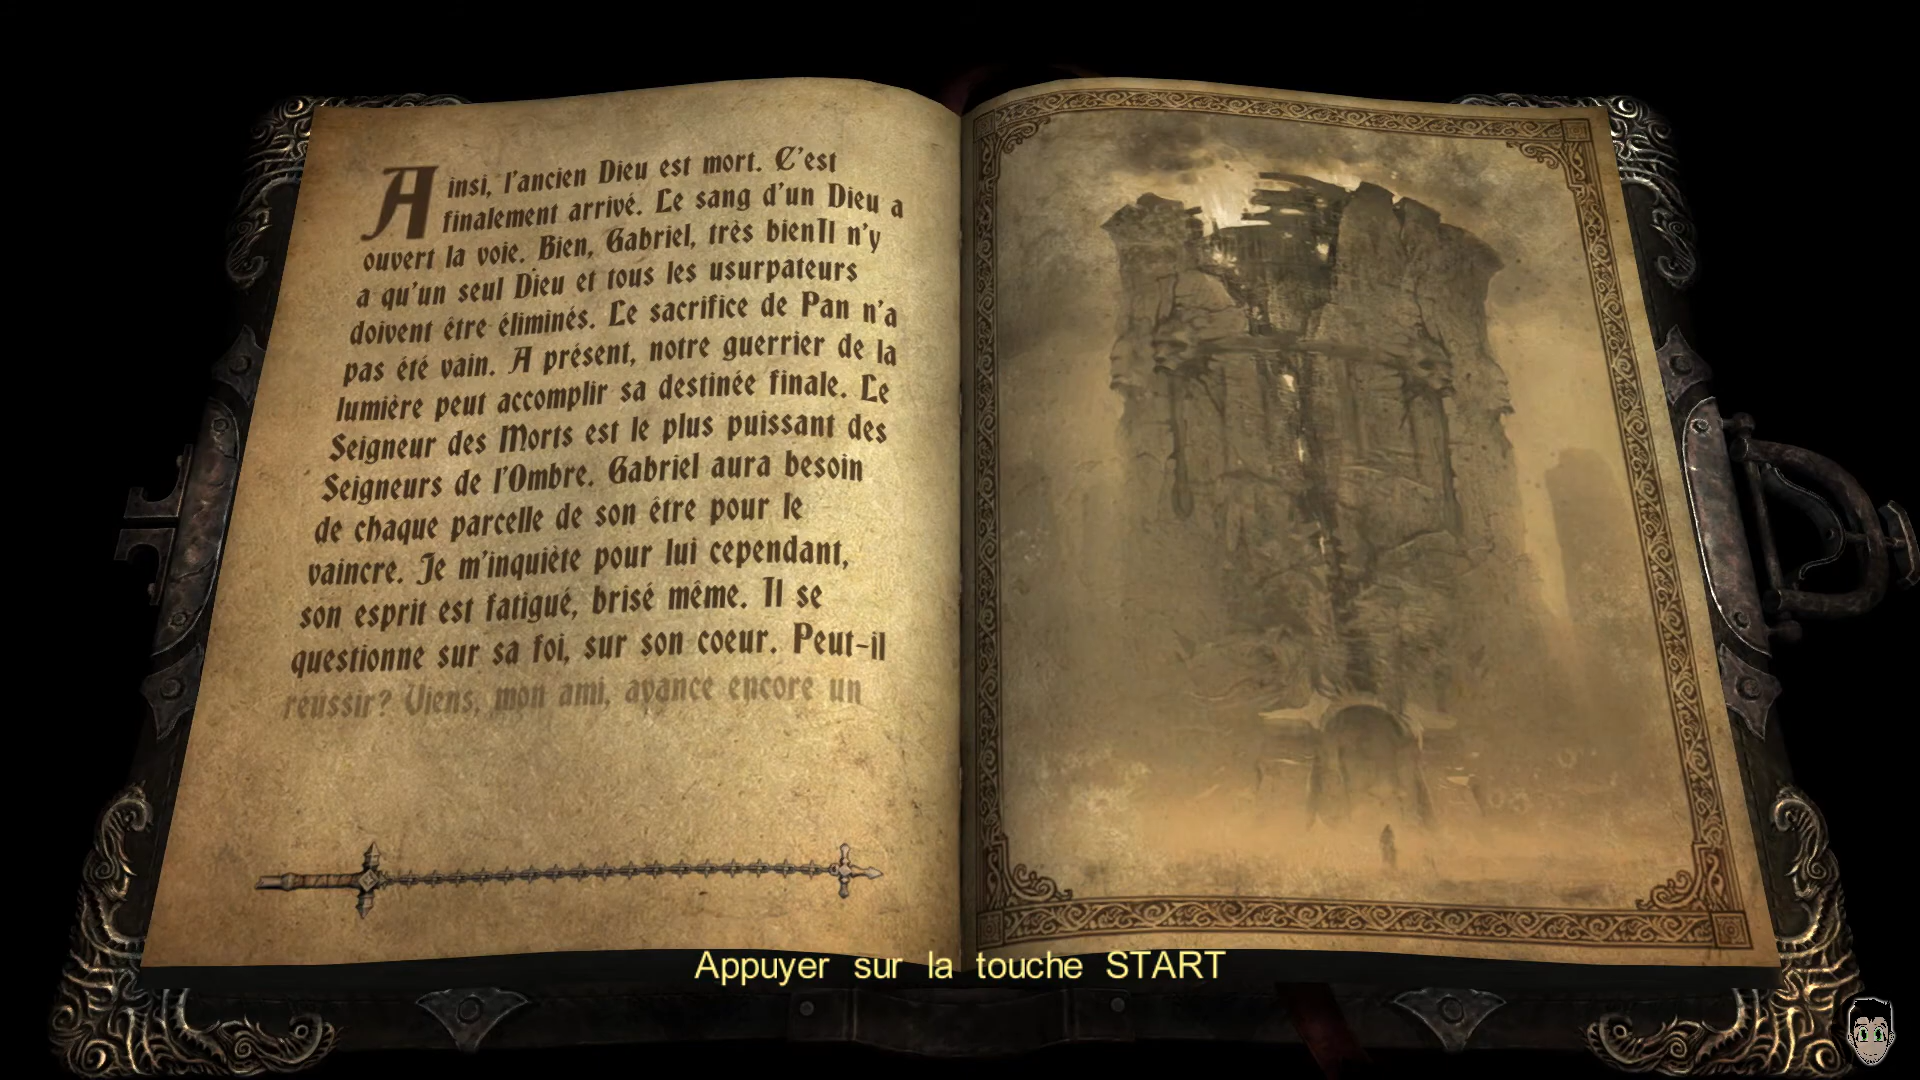 Ainsi, l'ancien Dieu est mort. C'est
finalement arrivé. Le sang d'un Dieu a
ouvert la voie. Bien, Gabriel, très bienIl n'y
a qu'un seul Dieu et tous les usurpateurs
doivent être éliminés. Le sacrifice de Pan n'a
pas été vain. A présent, notre guerrier de la
lumière peut accomplir sa destinée finale. Le
Seigneur des Morts est le plus puissant des
Seigneurs de l'Ombre. Gabriel aura besoin
de chaque parcelle de son être pour le
vaincre. Je m'inquiète pour lui cependant,
son esprit est fatigué, brisé même. Il se
questionne sur sa foi, sur son coeur. Peut-il
réussir? Viens, mon ami, avance encore un
Appuyer sur la touche START